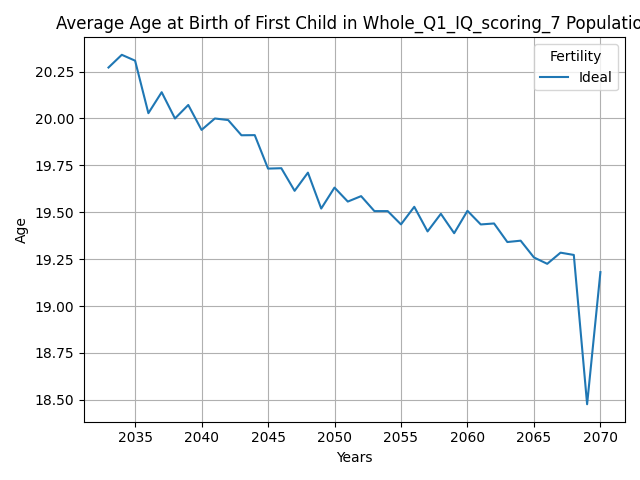 Average Age at Birth of First Child in Whole_Q1_IQ_scoring_7 Populatio
Fertility
Ideal
20.25
20.00
19.75
19.50
19.25
19.00
18.75
18.50
Age
2035 2040 2045 2050 2055 2060 2065 2070
Years